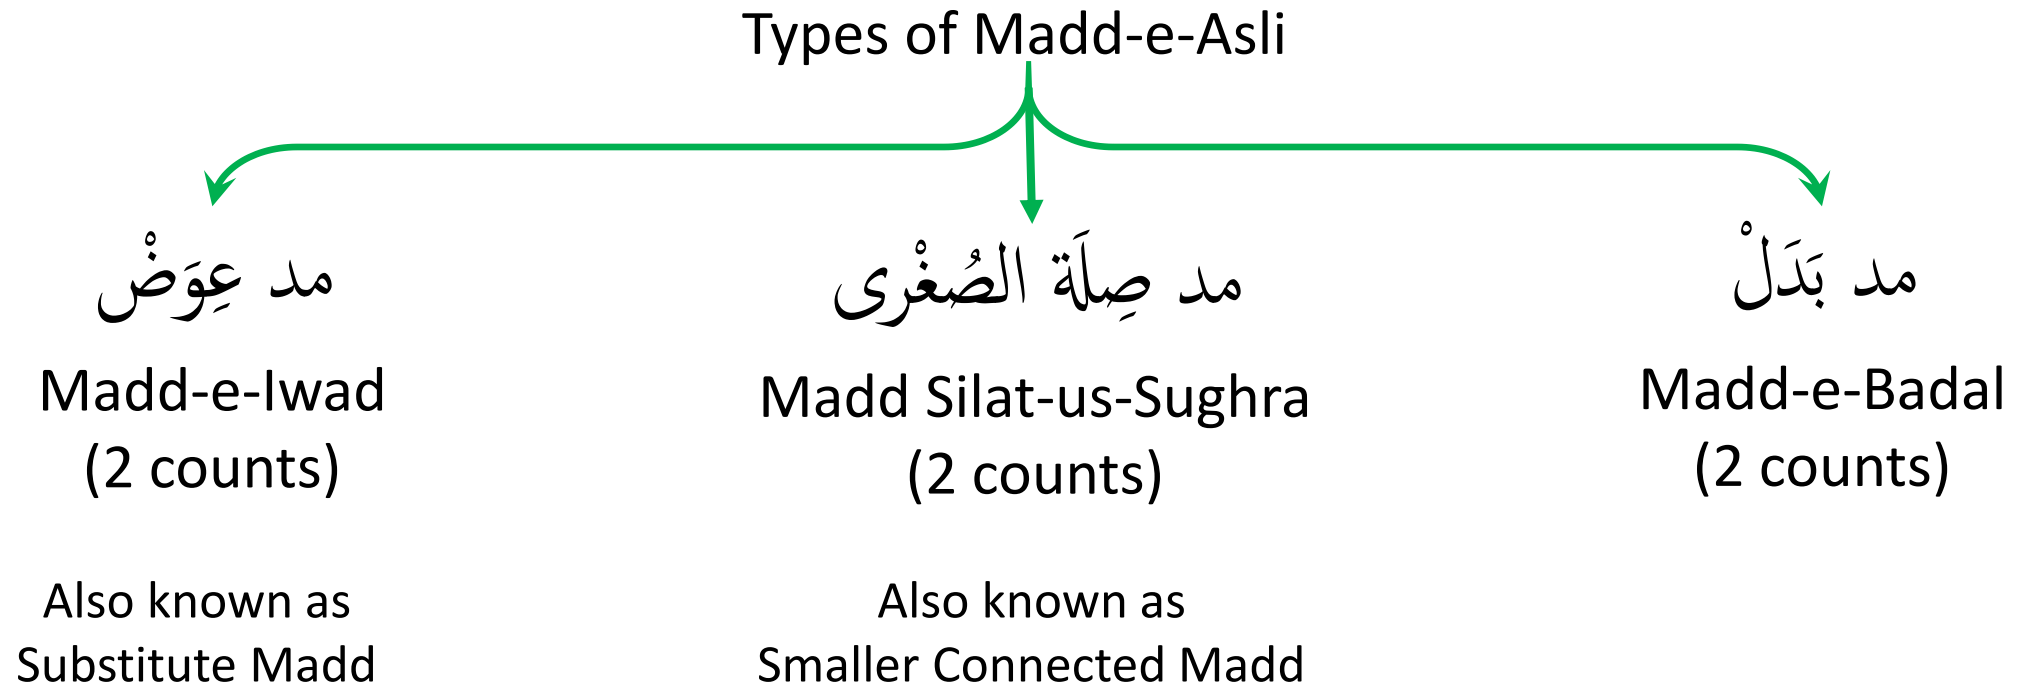 Types of Madd-e-Asli
مد عِوَضْ
مد صِلَة الصُغْرى
مد بَدَلْ
Madd-e-Iwad
(2 counts)
Madd Silat-us-Sughra
(2 counts)
Madd-e-Badal
(2 counts)
Also known as
Substitute Madd
Also known as
Smaller Connected Madd